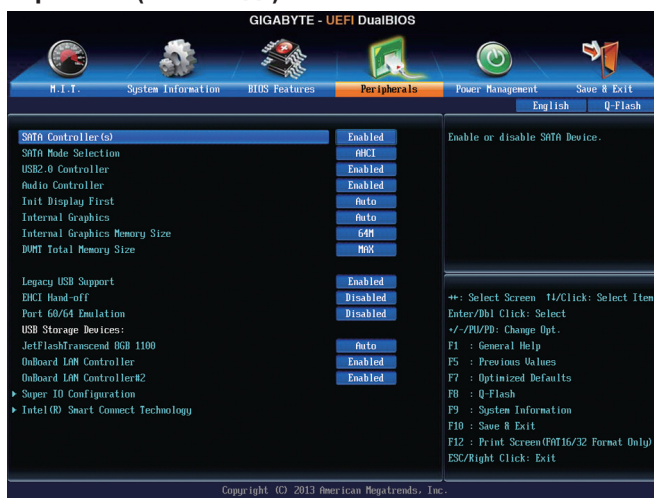 GIGABYTE - UEFI DualBIOS
M.I.T.
System Information
BIOS Features
Peripherals
Power Management
Save & Exit
English
Q-Flash
SATA Controller(s) Enabled
SATA Mode Selection AHCI
USB2.0 Controller Enabled
Audio Controller Enabled
Init Display First Auto
Internal Graphics Auto
Internal Graphics Memory Size 64M
DVMT Total Memory Size MAX
Legacy USB Support Enabled
EHCI Hand-off Disabled
Port 60/64 Emulation Disabled
USB Storage Devices:
JetFlashTranscend 8GB 1100 Auto
OnBoard LAN Controller Enabled
OnBoard LAN Controller#2 Enabled
Super IO Configuration
Intel(R) Smart Connect Technology
Enable or disable SATA Device.
↔: Select Screen ↑↓/Click: Select Item
Enter/Dbl Click: Select
+/-/PU/PD: Change Opt.
F1 : General Help
F5 : Previous Values
F7 : Optimized Defaults
F8 : Q-Flash
F9 : System Information
F10 : Save & Exit
F12 : Print Screen(FAT16/32 Format Only)
ESC/Right Click: Exit
Copyright (C) 2013 American Megatrends, Inc.